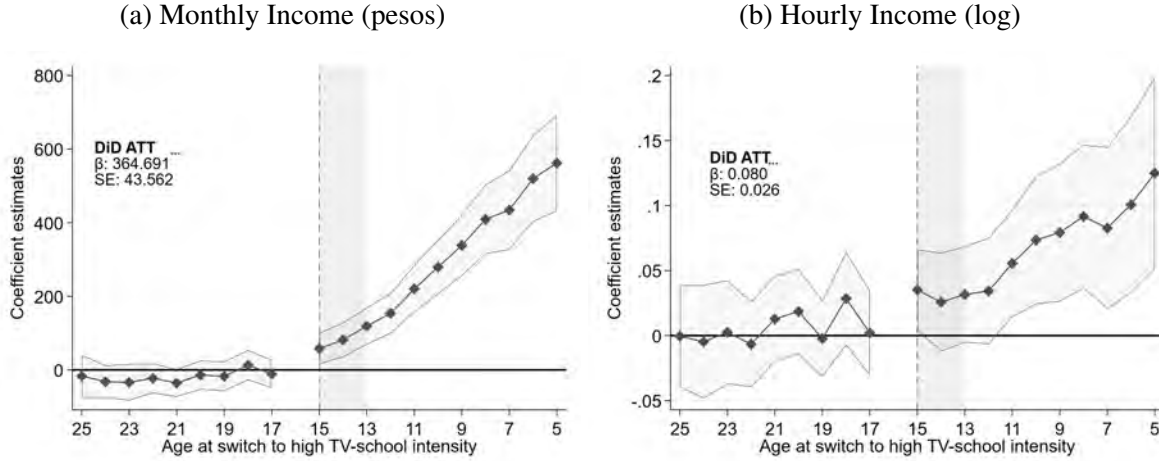 (a) Monthly Income (pesos)
800
600
400
200
0
Coefficient estimates
DiD ATT
β: 364.691
SE: 43.562
25 23 21 19 17 15 13 11 9 7 5
Age at switch to high TV-school intensity
(b) Hourly Income (log)
.2
.15
.1
.05
0
-.05
Coefficient estimates
DiD ATT
β: 0.080
SE: 0.026
25 23 21 19 17 15 13 11 9 7 5
Age at switch to high TV-school intensity